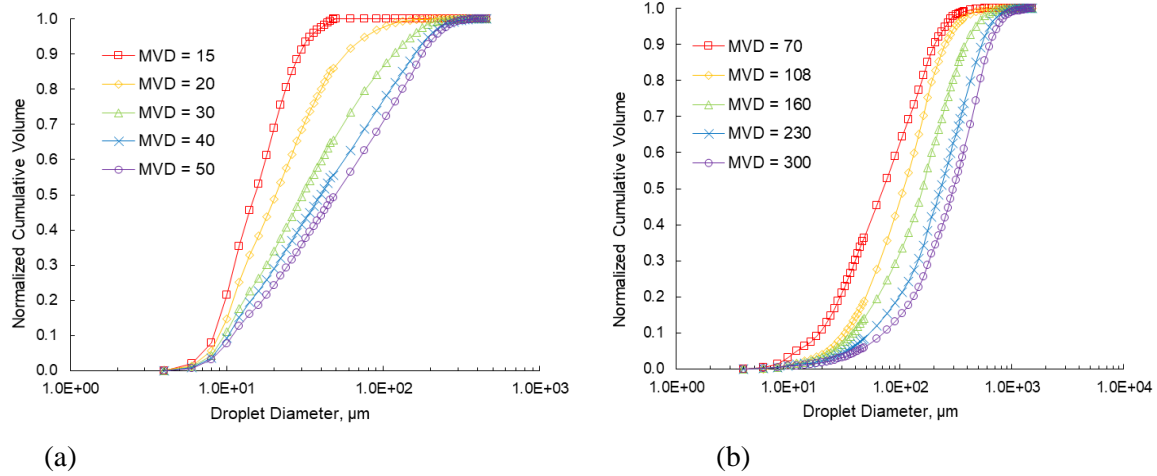 1.0
0.9
0.8
0.7
0.6
0.5
0.4
0.3
0.2
0.1
0.0
Normalized Cumulative Volume
MVD = 15
MVD = 20
MVD = 30
MVD = 40
MVD = 50
1.0E+00 1.0E+01 1.0E+02 1.0E+03
Droplet Diameter, µm
(a)
1.0
0.9
0.8
0.7
0.6
0.5
0.4
0.3
0.2
0.1
0.0
Normalized Cumulative Volume
MVD = 70
MVD = 108
MVD = 160
MVD = 230
MVD = 300
1.0E+00 1.0E+01 1.0E+02 1.0E+03 1.0E+04
Droplet Diameter, µm
(b)